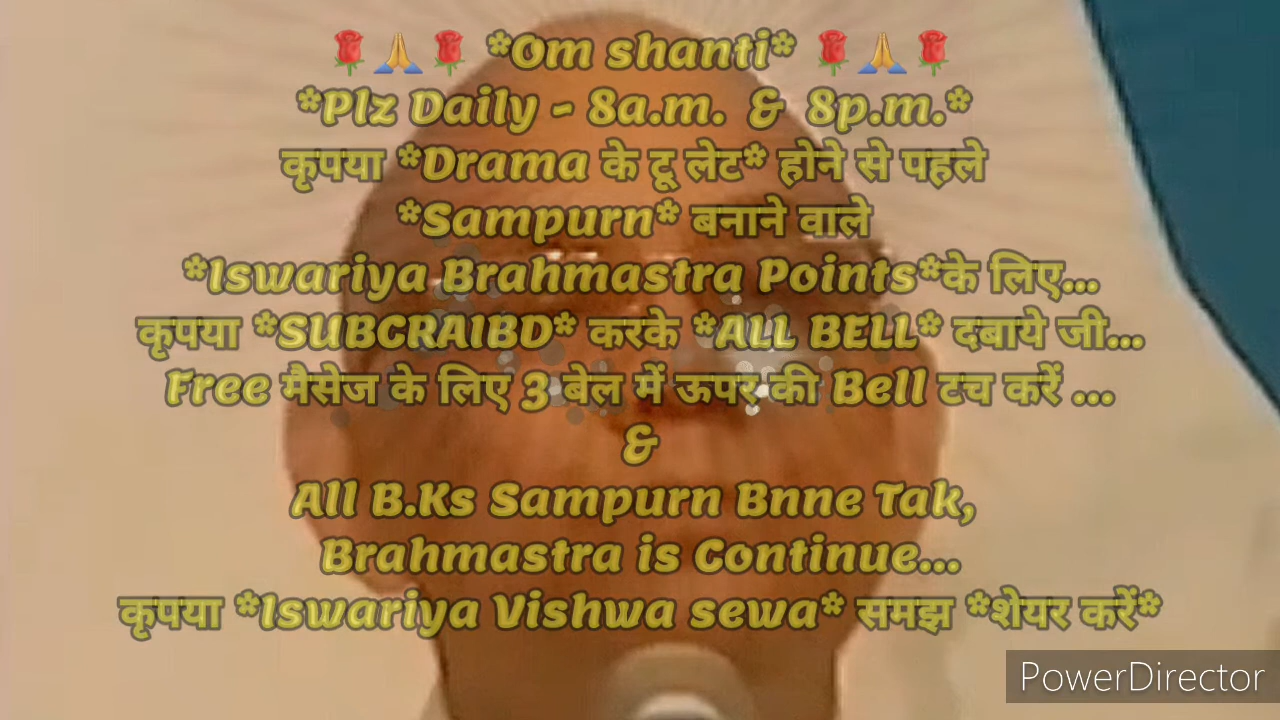 🌹🙏🌹 *Om shanti* 🌹🙏🌹
*Plz Daily - 8a.m. & 8p.m.*
कृपया *Drama के टू लेट* होने से पहले
*Sampurn* बनाने वाले
*Iswariya Brahmastra Points*के लिए...
कृपया *SUBCRAIBD* करके *ALL BELL* दबाये जी...
Free मैसेज के लिए 3 बेल में ऊपर की Bell टच करें ...
&
All B.Ks Sampurn Bnne Tak,
Brahmastra is Continue...
कृपया *Iswariya Vishwa sewa* समझ *शेयर करें*
PowerDirector